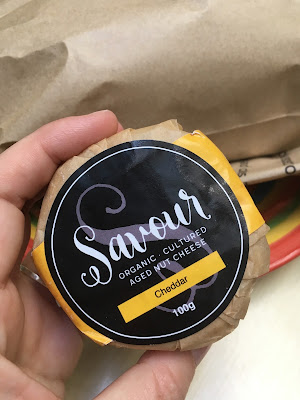 Savour
ORGANIC · CULTURED
AGED NUT CHEESE
Cheddar
100g